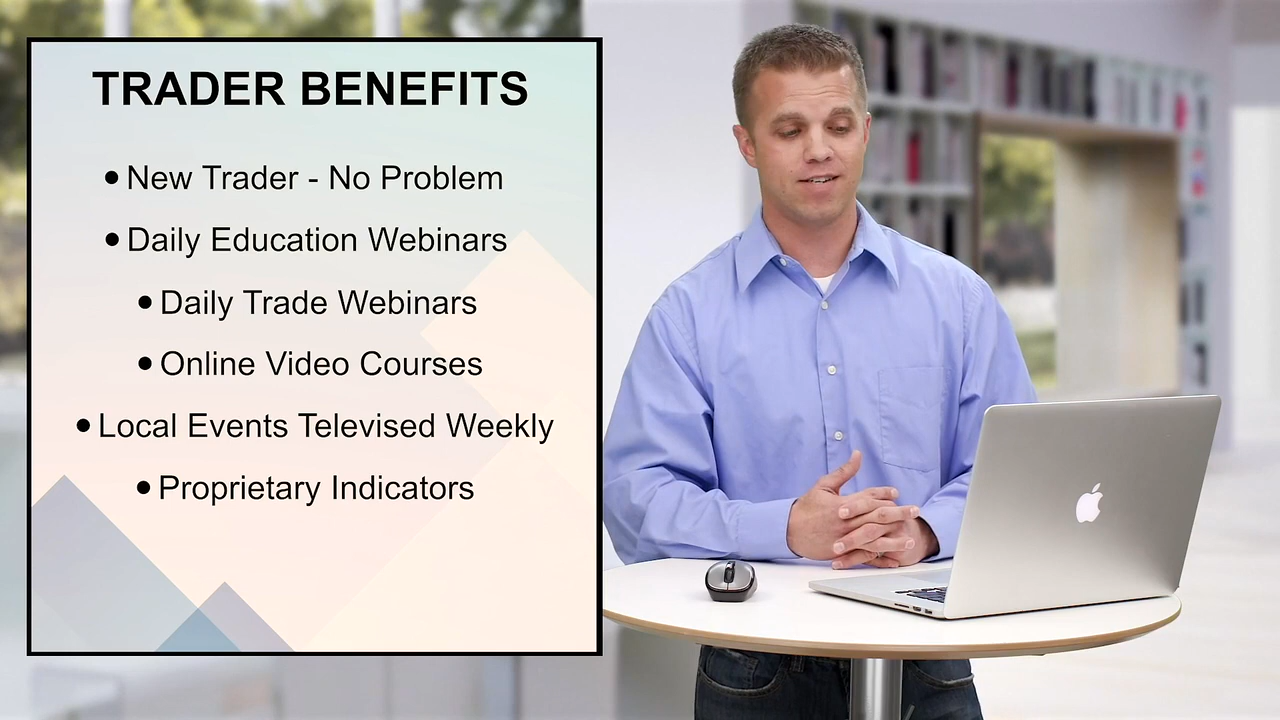 TRADER BENEFITS
• New Trader - No Problem
• Daily Education Webinars
• Daily Trade Webinars
• Online Video Courses
• Local Events Televised Weekly
• Proprietary Indicators